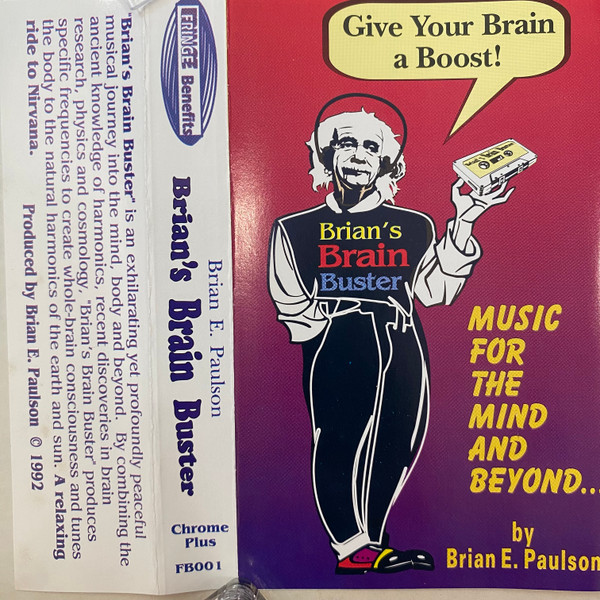 "Brian's Brain Buster" is an exhilarating yet profoundly peaceful
musical journey into the mind, body and beyond. By combining the
ancient knowledge of harmonics, recent discoveries in brain
research, physics and cosmology, "Brian's Brain Buster" produces
specific frequencies to create whole-brain consciousness and tunes
the body to the natural harmonics of the earth and sun. A relaxing
ride to Nirvana. Produced by Brian E. Paulson © 1992
FRINGE
Benefits
Brian E. Paulson
Brian's Brain Buster
Chrome
Plus
FB001
Give Your Brain
a Boost!
Brian's
Brain
Buster
MUSIC
FOR
THE
MIND
AND
BEYOND...
by
Brian E. Paulson